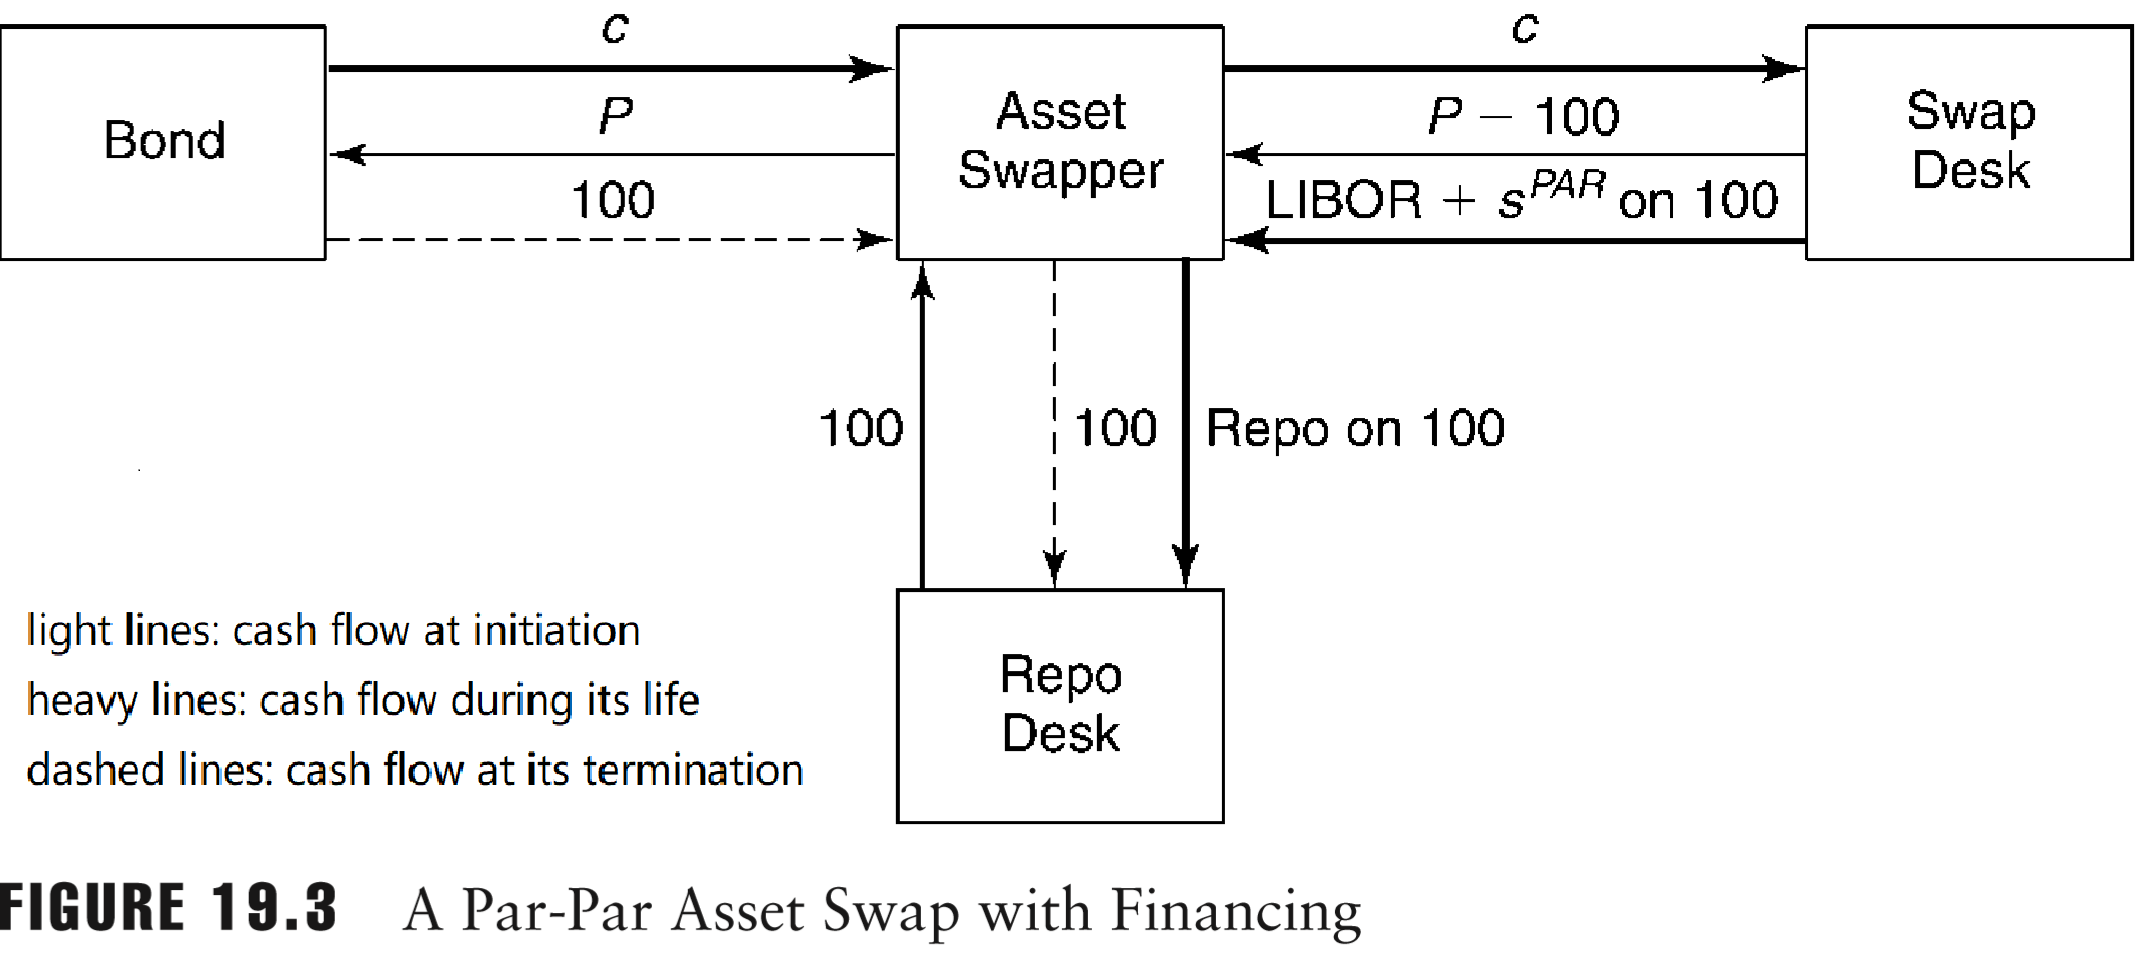 c
c
Bond
P
100
Asset
Swapper
P − 100
LIBOR + s^PAR on 100
Swap
Desk
100
100
Repo on 100
Repo
Desk
light lines: cash flow at initiation
heavy lines: cash flow during its life
dashed lines: cash flow at its termination
FIGURE 19.3 A Par-Par Asset Swap with Financing